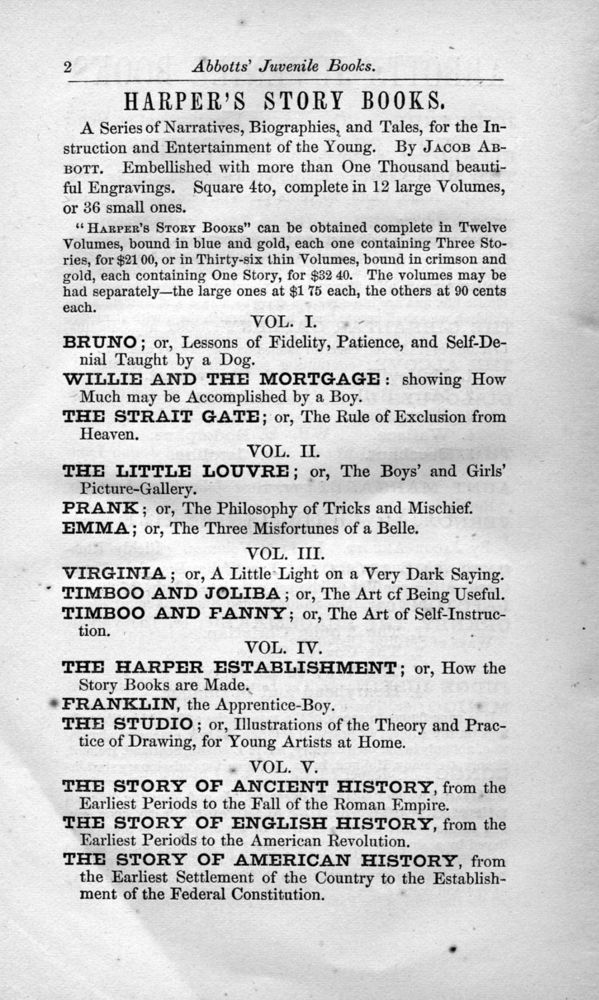 2 Abbotts' Juvenile Books.
HARPER'S STORY BOOKS.
A Series of Narratives, Biographies, and Tales, for the In-
struction and Entertainment of the Young. By JACOB AB-
BOTT. Embellished with more than One Thousand beauti-
ful Engravings. Square 4to, complete in 12 large Volumes,
or 36 small ones.
"HARPER'S STORY BOOKS" can be obtained complete in Twelve
Volumes, bound in blue and gold, each one containing Three Sto-
ries, for $21 00, or in Thirty-six thin Volumes, bound in crimson and
gold, each containing One Story, for $32 40. The volumes may be
had separately—the large ones at $1 75 each, the others at 90 cents
each.
VOL. I.
BRUNO; or, Lessons of Fidelity, Patience, and Self-De-
nial Taught by a Dog.
WILLIE AND THE MORTGAGE: showing How
Much may be Accomplished by a Boy.
THE STRAIT GATE; or, The Rule of Exclusion from
Heaven.
VOL. II.
THE LITTLE LOUVRE; or, The Boys' and Girls'
Picture-Gallery.
PRANK; or, The Philosophy of Tricks and Mischief.
EMMA; or, The Three Misfortunes of a Belle.
VOL. III.
VIRGINIA; or, A Little Light on a Very Dark Saying.
TIMBOO AND JOLIBA; or, The Art of Being Useful.
TIMBOO AND FANNY; or, The Art of Self-Instruc-
tion.
VOL. IV.
THE HARPER ESTABLISHMENT; or, How the
Story Books are Made.
FRANKLIN, the Apprentice-Boy.
THE STUDIO; or, Illustrations of the Theory and Prac-
tice of Drawing, for Young Artists at Home.
VOL. V.
THE STORY OF ANCIENT HISTORY, from the
Earliest Periods to the Fall of the Roman Empire.
THE STORY OF ENGLISH HISTORY, from the
Earliest Periods to the American Revolution.
THE STORY OF AMERICAN HISTORY, from
the Earliest Settlement of the Country to the Establish-
ment of the Federal Constitution.